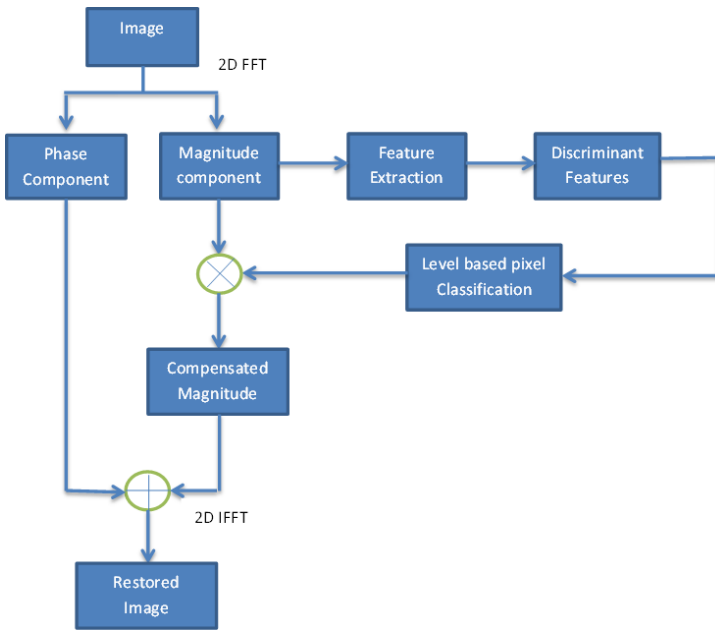 Image
2D FFT
Phase
Component
Magnitude
component
Feature
Extraction
Discriminant
Features
Level based pixel
Classification
Compensated
Magnitude
2D IFFT
Restored
Image